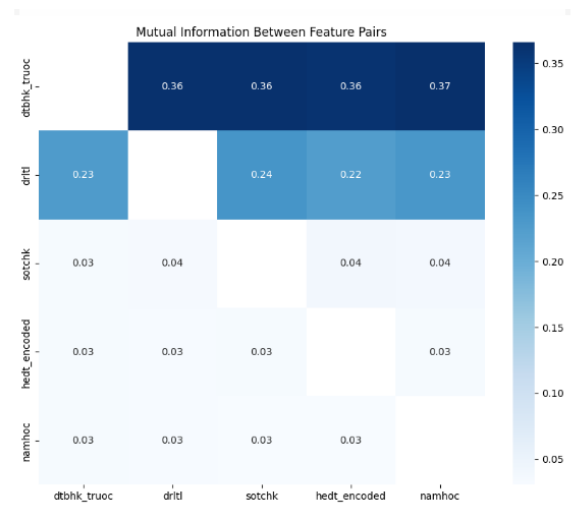 Mutual Information Between Feature Pairs
dtbhk_truoc 0.36 0.36 0.36 0.37
drltl 0.23 0.24 0.22 0.23
sotchk 0.03 0.04 0.04 0.04
hedt_encoded 0.03 0.03 0.03 0.03
namhoc 0.03 0.03 0.03 0.03
dtbhk_truoc drltl sotchk hedt_encoded namhoc
0.35
0.30
0.25
0.20
0.15
0.10
0.05